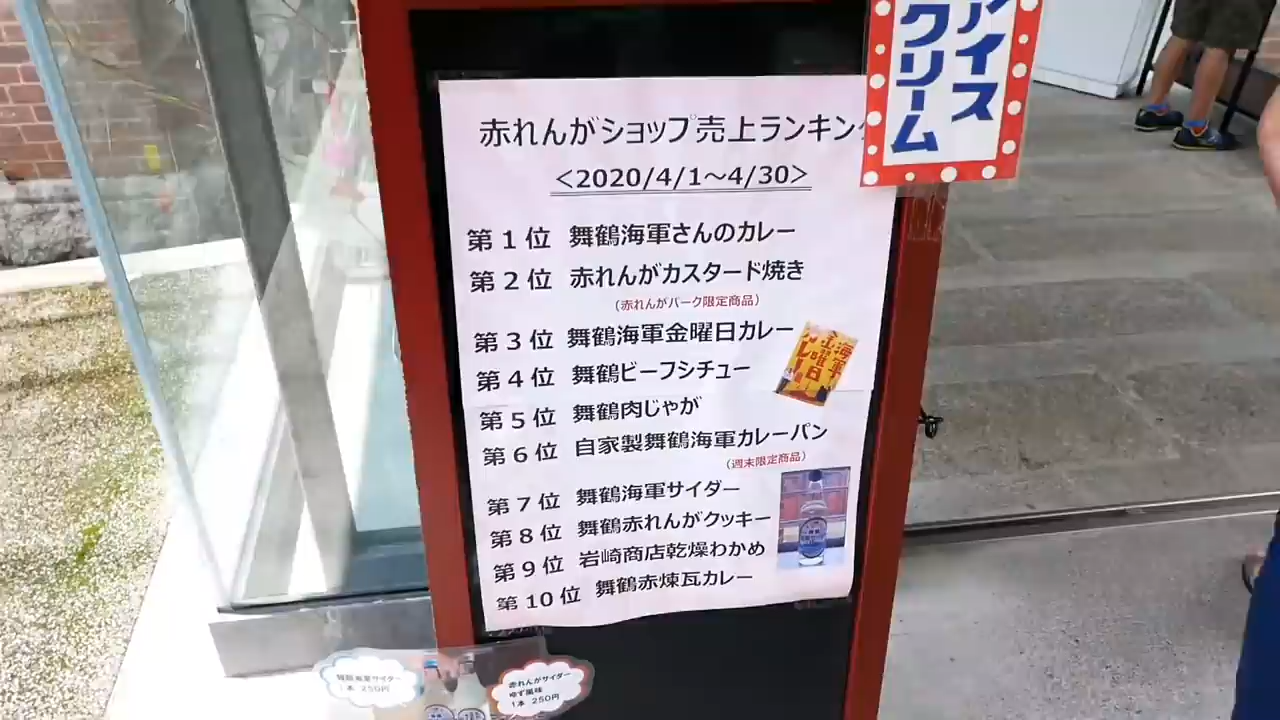 赤れんがショップ売上ランキン
<2020/4/1～4/30>
第1位 舞鶴海軍さんのカレー
第2位 赤れんがカスタード焼き
(赤れんがパーク限定商品)
第3位 舞鶴海軍金曜日カレー
第4位 舞鶴ビーフシチュー
第5位 舞鶴肉じゃが
第6位 自家製舞鶴海軍カレーパン
(週末限定商品)
第7位 舞鶴海軍サイダー
第8位 舞鶴赤れんがクッキー
第9位 岩崎商店乾燥わかめ
第10位 舞鶴赤煉瓦カレー
アイス
クリーム
海軍
金曜日
カレー
1本 250円
赤れんがサイダー
ゆず風味
1本 250円